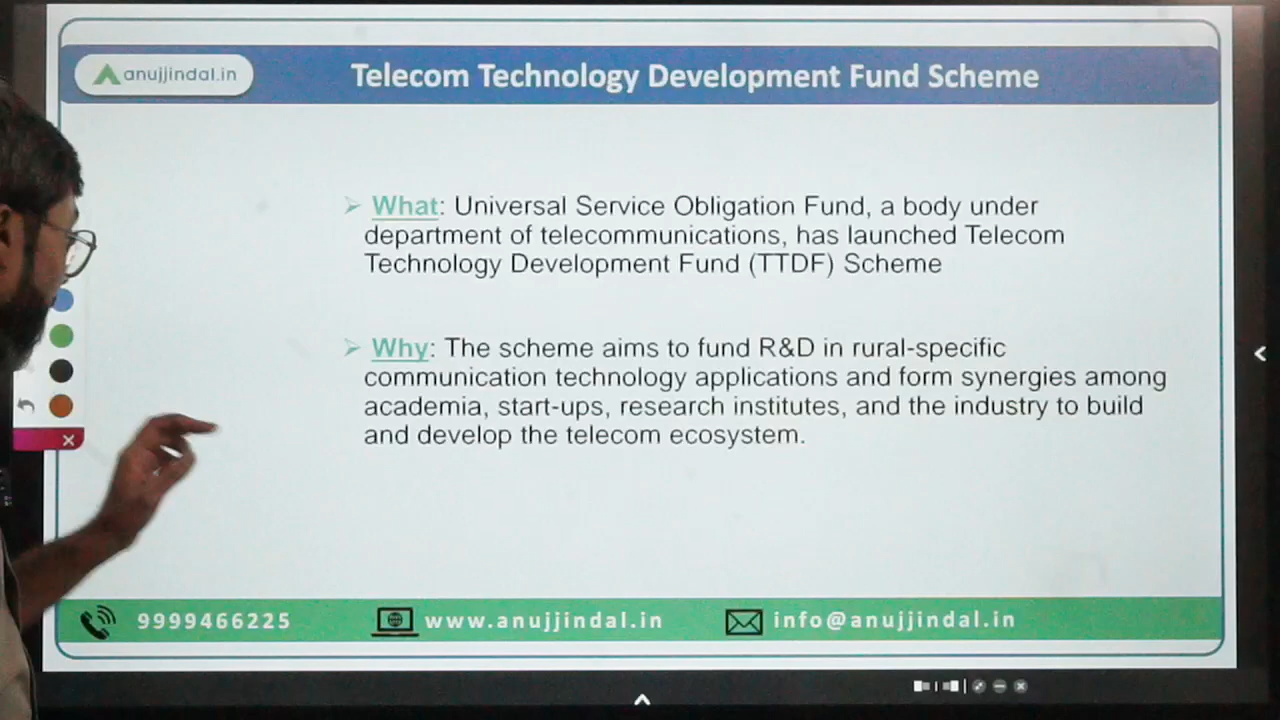 anujjindal.in
Telecom Technology Development Fund Scheme
What: Universal Service Obligation Fund, a body under
department of telecommunications, has launched Telecom
Technology Development Fund (TTDF) Scheme
Why: The scheme aims to fund R&D in rural-specific
communication technology applications and form synergies among
academia, start-ups, research institutes, and the industry to build
and develop the telecom ecosystem.
9999466225
www.anujjindal.in
info@anujjindal.in